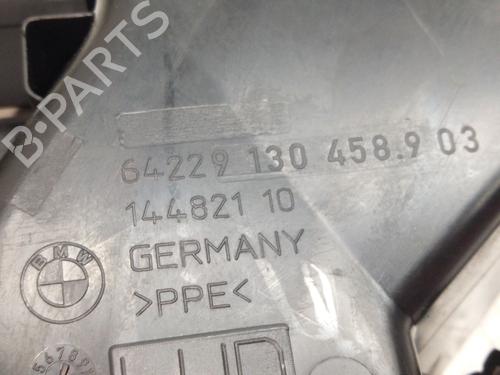 B-PARTS
64229 130 458.9 03
144821 10
BMW
GERMANY
>PPE<